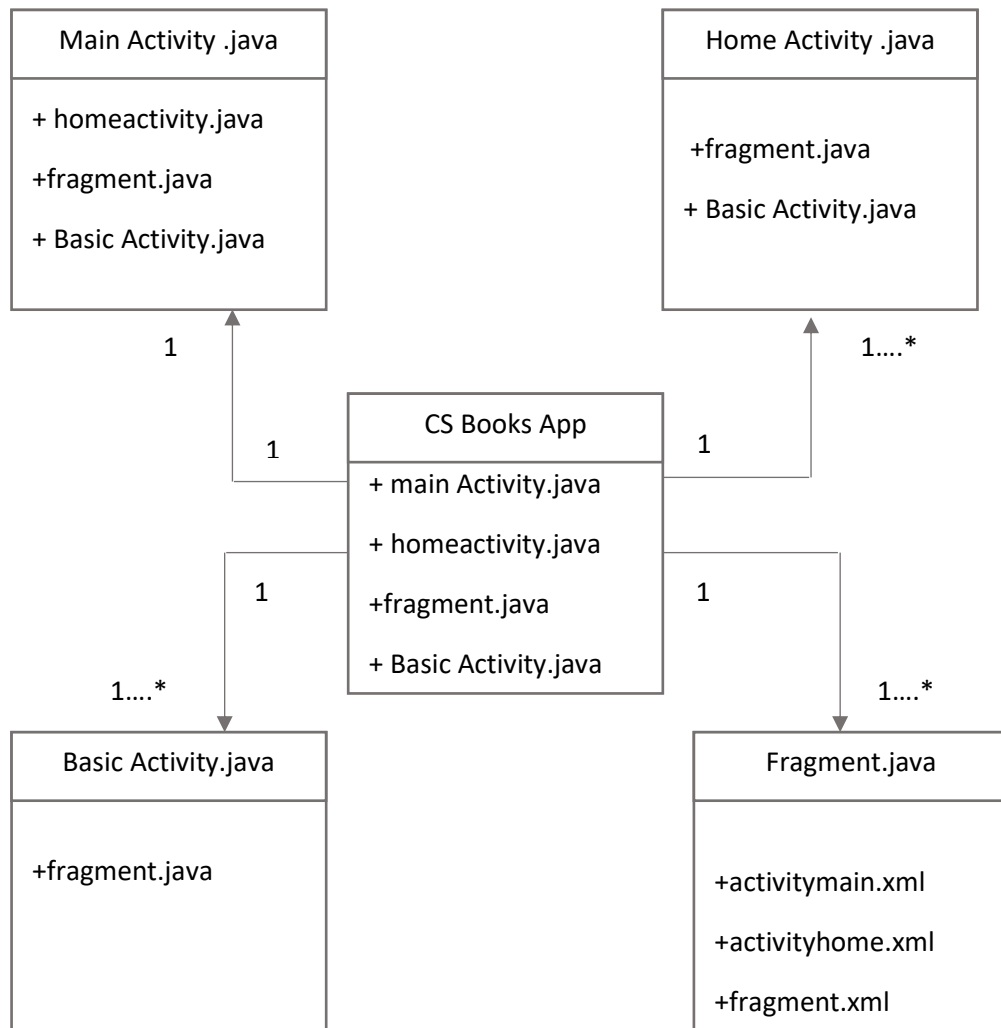 Main Activity .java
+ homeactivity.java
+fragment.java
+ Basic Activity.java
Home Activity .java
+fragment.java
+ Basic Activity.java
1
1....*
1
1
CS Books App
+ main Activity.java
+ homeactivity.java
+fragment.java
+ Basic Activity.java
1
1
1....*
1....*
Basic Activity.java
+fragment.java
Fragment.java
+activitymain.xml
+activityhome.xml
+fragment.xml